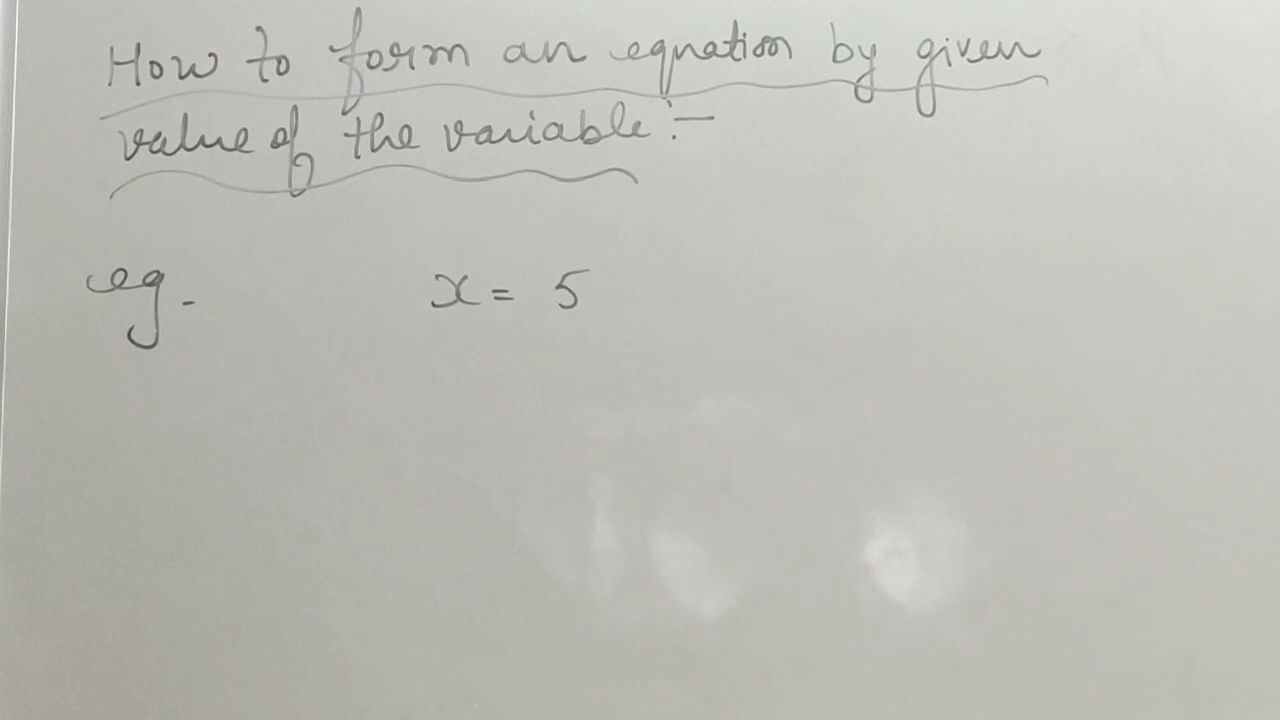 How to form an equation by given
value of the variable :-
eg. x = 5